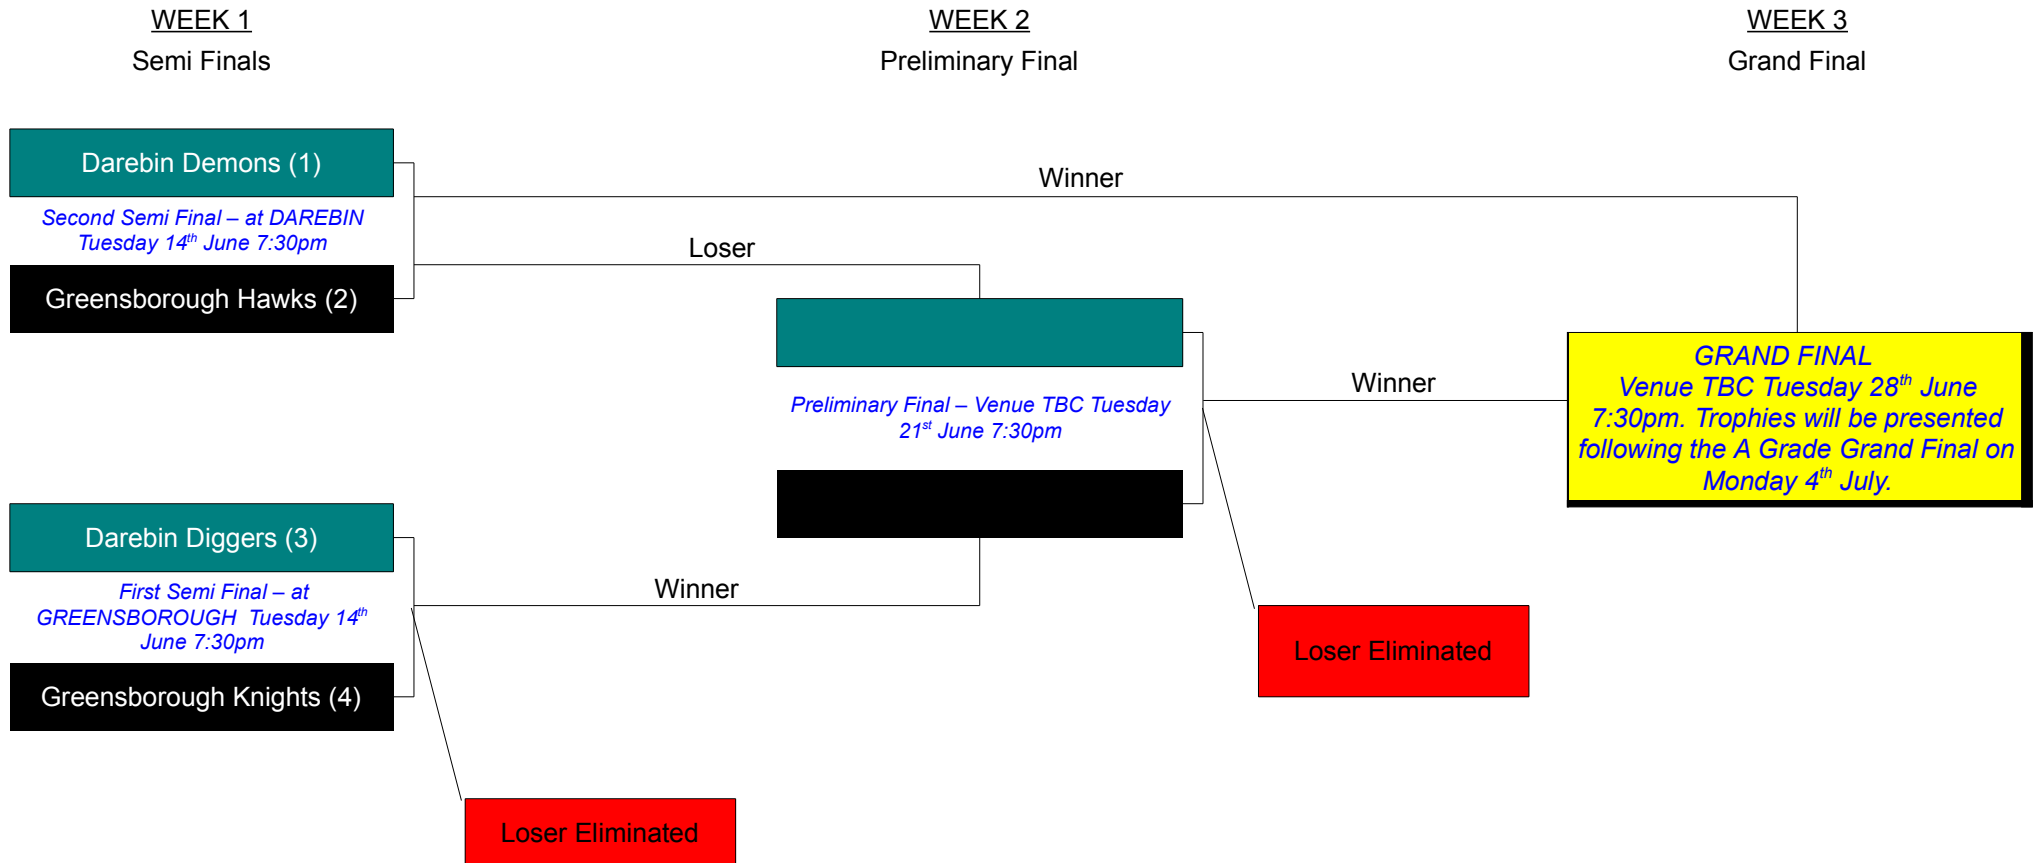 WEEK 1
Semi Finals
WEEK 2
Preliminary Final
WEEK 3
Grand Final
Darebin Demons (1)
Second Semi Final – at DAREBIN
Tuesday 14th June 7:30pm
Greensborough Hawks (2)
Winner
Loser
Preliminary Final – Venue TBC Tuesday
21st June 7:30pm
Winner
GRAND FINAL
Venue TBC Tuesday 28th June
7:30pm. Trophies will be presented
following the A Grade Grand Final on
Monday 4th July.
Darebin Diggers (3)
First Semi Final – at
GREENSBOROUGH  Tuesday 14th
June 7:30pm
Greensborough Knights (4)
Winner
Loser Eliminated
Loser Eliminated